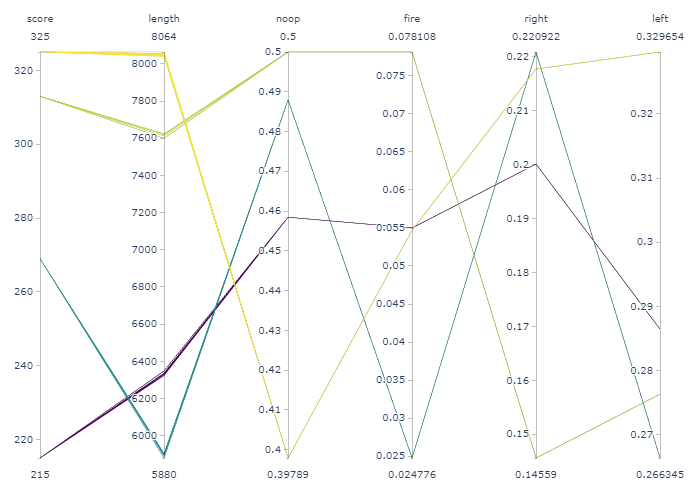 score length noop fire right left
325 8064 0.5 0.078108 0.220922 0.329654
320 8000 0.5 0.075 0.22 0.32
300 7800 0.49 0.07 0.21 0.31
280 7600 0.48 0.065 0.2 0.3
260 7400 0.47 0.06 0.19 0.29
240 7200 0.46 0.055 0.18 0.28
220 7000 0.45 0.05 0.17 0.27
6800 0.44 0.045 0.16
6600 0.43 0.04 0.15
6400 0.42 0.035
6200 0.41 0.03
6000 0.4 0.025
215 5880 0.39789 0.024776 0.14559 0.266345